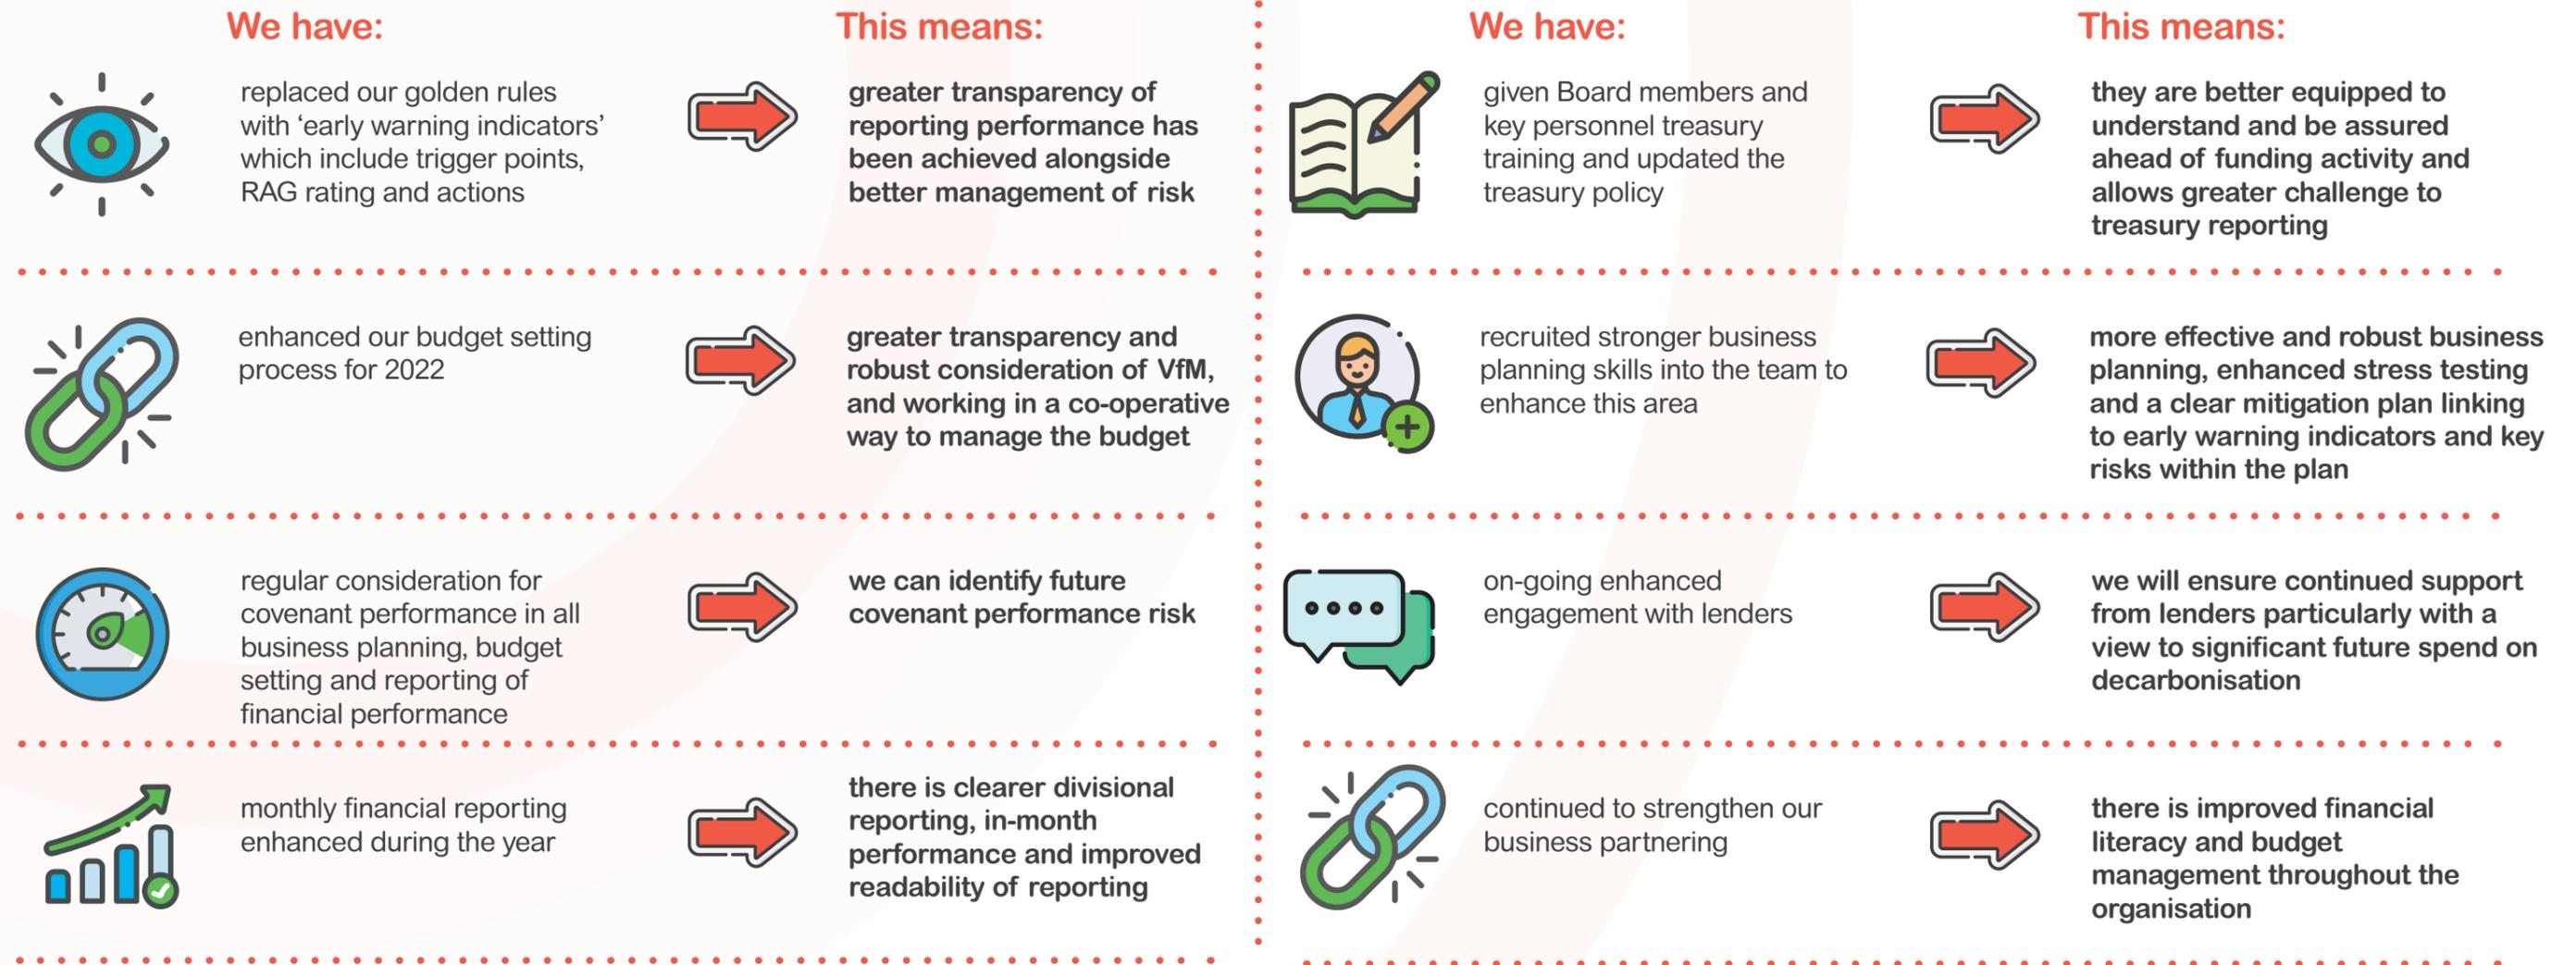 We have:
This means:
replaced our golden rules
with ‘early warning indicators’
which include trigger points,
RAG rating and actions
greater transparency of
reporting performance has
been achieved alongside
better management of risk
enhanced our budget setting
process for 2022
greater transparency and
robust consideration of VfM,
and working in a co-operative
way to manage the budget
regular consideration for
covenant performance in all
business planning, budget
setting and reporting of
financial performance
we can identify future
covenant performance risk
monthly financial reporting
enhanced during the year
there is clearer divisional
reporting, in-month
performance and improved
readability of reporting
We have:
This means:
given Board members and
key personnel treasury
training and updated the
treasury policy
they are better equipped to
understand and be assured
ahead of funding activity and
allows greater challenge to
treasury reporting
recruited stronger business
planning skills into the team to
enhance this area
more effective and robust business
planning, enhanced stress testing
and a clear mitigation plan linking
to early warning indicators and key
risks within the plan
on-going enhanced
engagement with lenders
we will ensure continued support
from lenders particularly with a
view to significant future spend on
decarbonisation
continued to strengthen our
business partnering
there is improved financial
literacy and budget
management throughout the
organisation